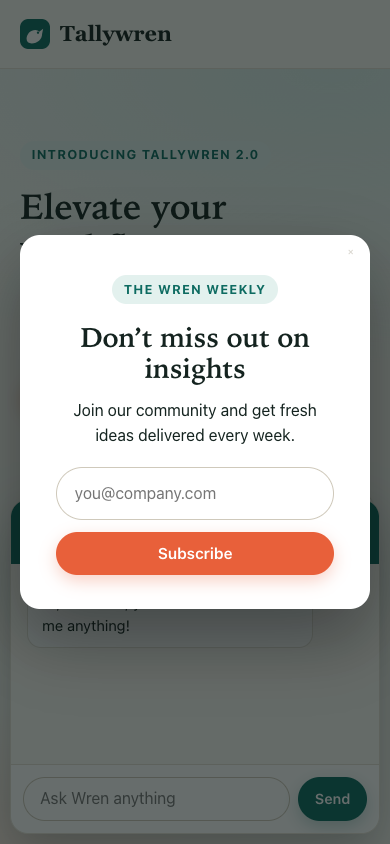 Tallywren
INTRODUCING TALLYWREN 2.0
Elevate your
×
THE WREN WEEKLY
Don’t miss out on
insights
Join our community and get fresh
ideas delivered every week.
you@company.com
Subscribe
me anything!
Ask Wren anything
Send